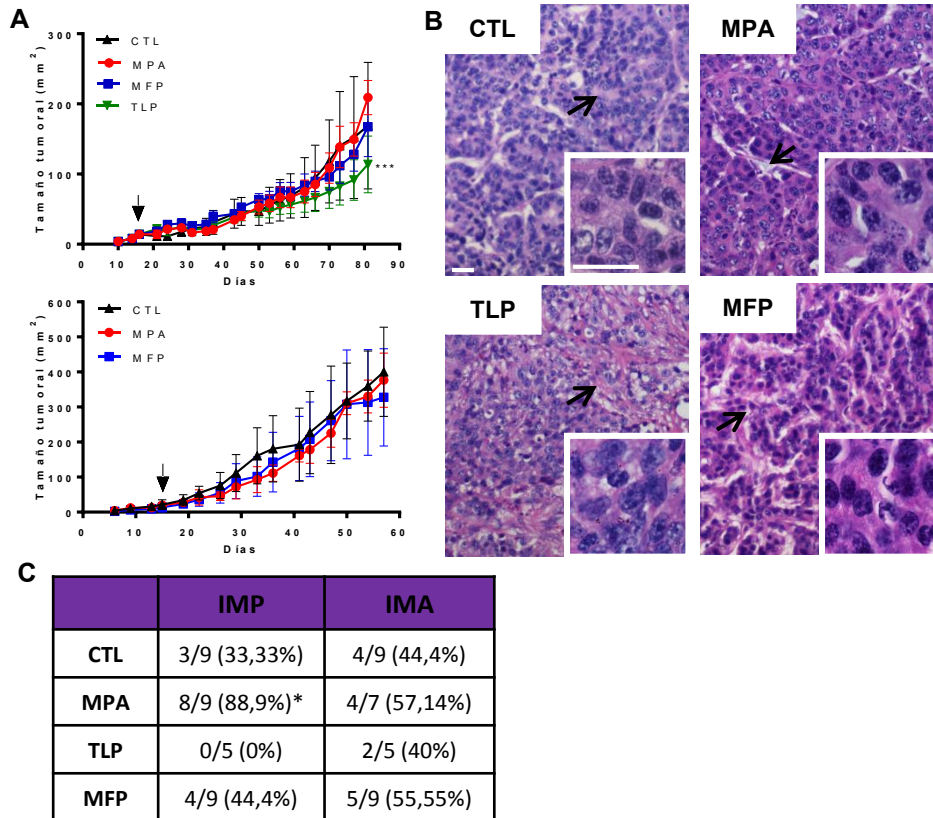 A
Tamaño tumoral (mm²)
300
200
100
0
CTL
MPA
MFP
TLP
***
0 10 20 30 40 50 60 70 80 90
Días
Tamaño tumoral (mm²)
600
500
400
300
200
100
0
CTL
MPA
MFP
0 10 20 30 40 50 60
Días
B
CTL
MPA
TLP
MFP
C
IMP IMA
CTL 3/9 (33,33%) 4/9 (44,4%)
MPA 8/9 (88,9%)* 4/7 (57,14%)
TLP 0/5 (0%) 2/5 (40%)
MFP 4/9 (44,4%) 5/9 (55,55%)